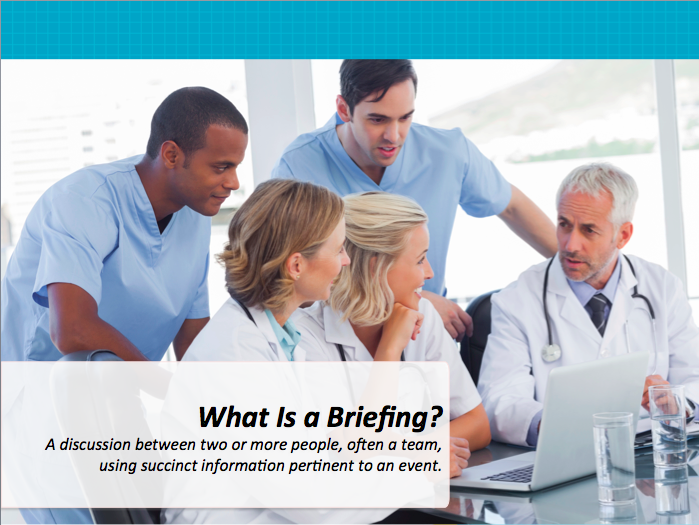 What Is a Briefing?
A discussion between two or more people, often a team,
using succinct information pertinent to an event.